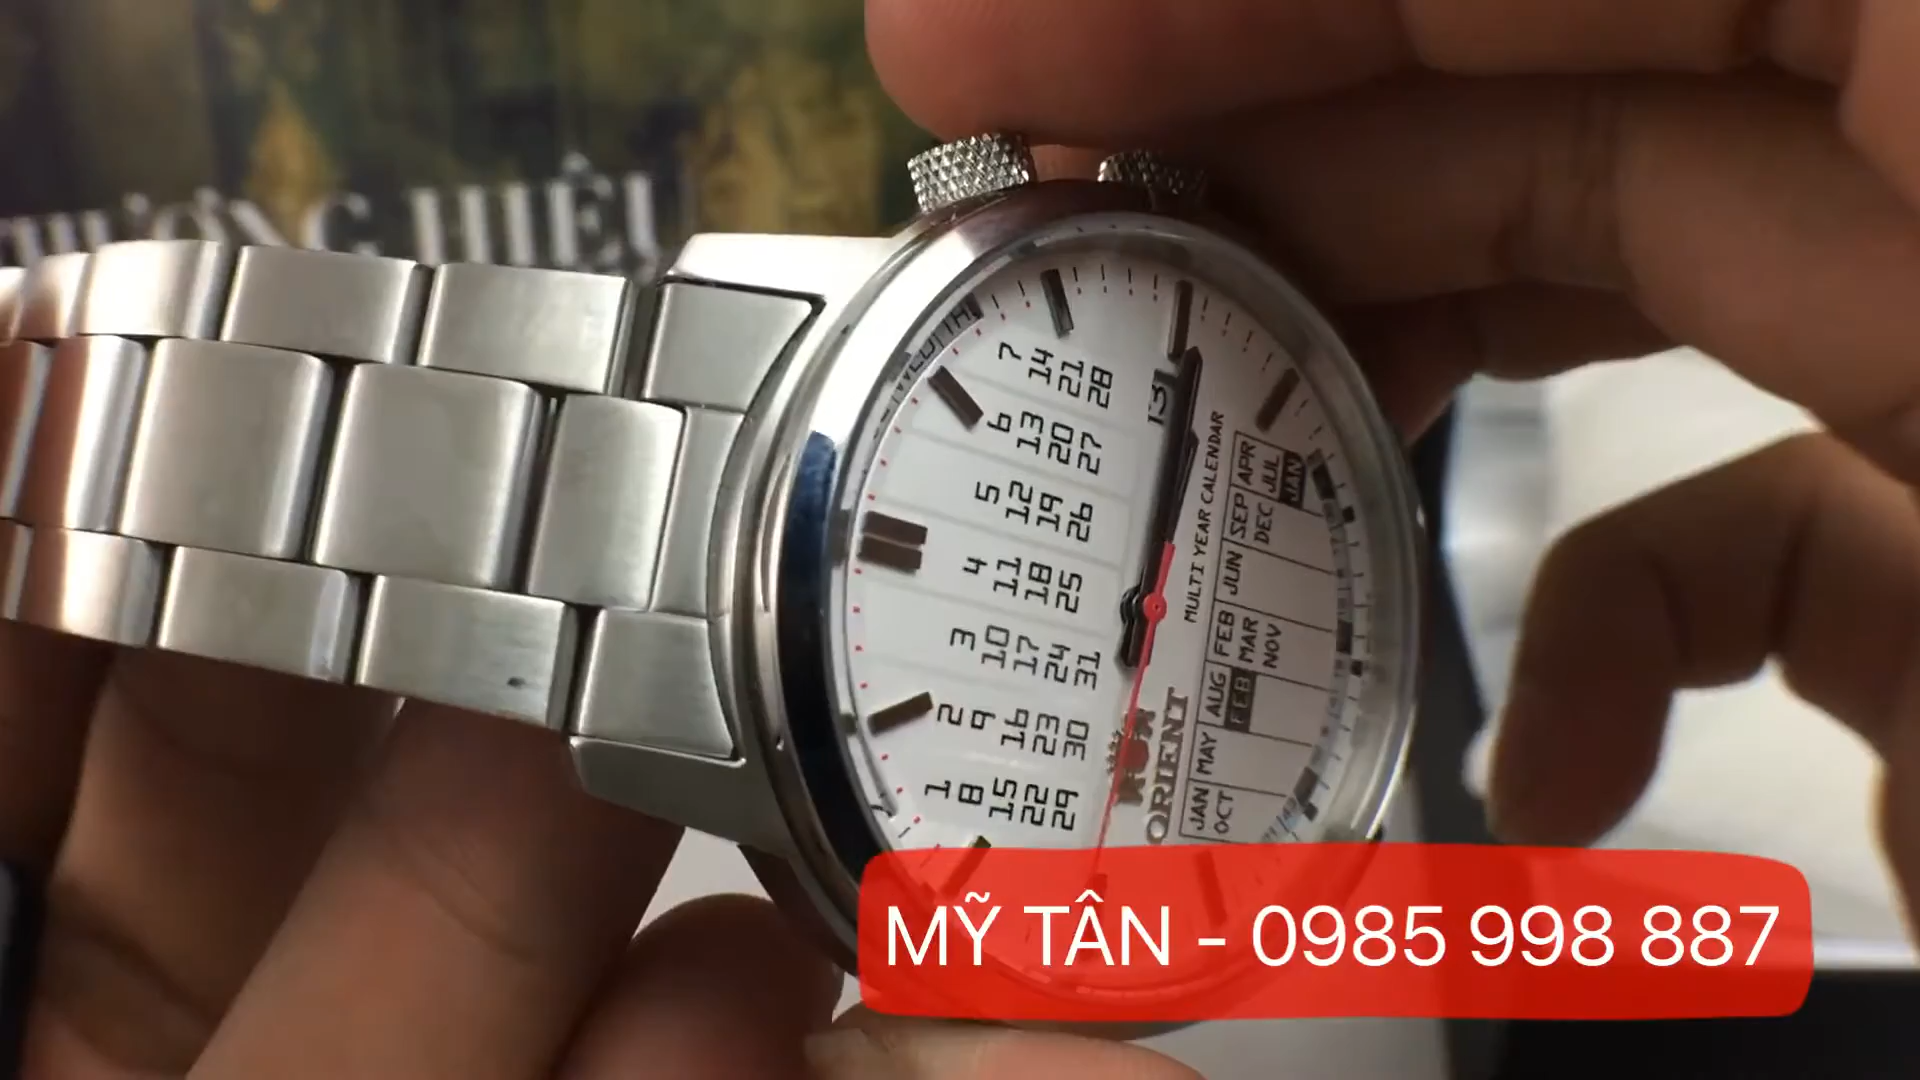 THƯƠNG HIỆU
WED TH
7 14 21 28
6 13 20 27
5 12 19 26
4 11 18 25
3 10 17 24 31
2 9 16 23 30
1 8 15 22 29
13
MULTI YEAR CALENDAR
ORIENT
JAN MAY AUG FEB JUN SEP APR
OCT FEB MAR DEC JUL
NOV JAN
MỸ TÂN - 0985 998 887